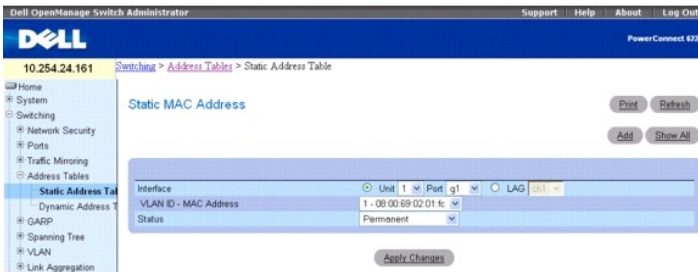 Dell OpenManage Switch Administrator
Support Help About Log Out
DELL
PowerConnect 622
10.254.24.161
Switching > Address Tables > Static Address Table
Home
System
Switching
Network Security
Ports
Traffic Mirroring
Address Tables
Static Address Tal
Dynamic Address T
GARP
Spanning Tree
VLAN
Link Aggregation
Static MAC Address
Print Refresh
Add Show All
Interface Unit 1 Port g1 LAG ch1
VLAN ID - MAC Address 1 - 08:00:69:02:01:fc
Status Permanent
Apply Changes